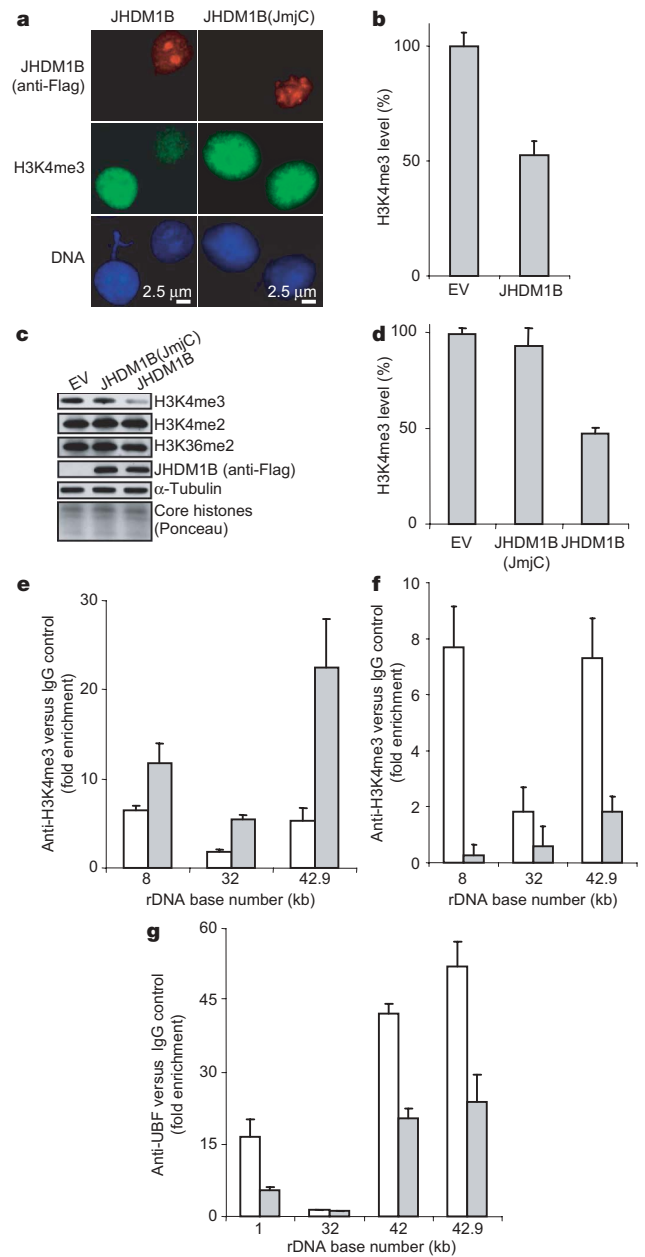 a
JHDM1B JHDM1B(JmjC)
JHDM1B
(anti-Flag)
H3K4me3
DNA
2.5 µm 2.5 µm
b
H3K4me3 level (%)
100
50
0
EV JHDM1B
c
EV JHDM1B(JmjC) JHDM1B
H3K4me3
H3K4me2
H3K36me2
JHDM1B (anti-Flag)
α-Tubulin
Core histones
(Ponceau)
d
H3K4me3 level (%)
100
50
0
EV JHDM1B JHDM1B
(JmjC)
e
Anti-H3K4me3 versus IgG control
(fold enrichment)
30
20
10
0
8 32 42.9
rDNA base number (kb)
f
Anti-H3K4me3 versus IgG control
(fold enrichment)
10
8
6
4
2
0
8 32 42.9
rDNA base number (kb)
g
Anti-UBF versus IgG control
(fold enrichment)
60
45
30
15
0
1 32 42 42.9
rDNA base number (kb)